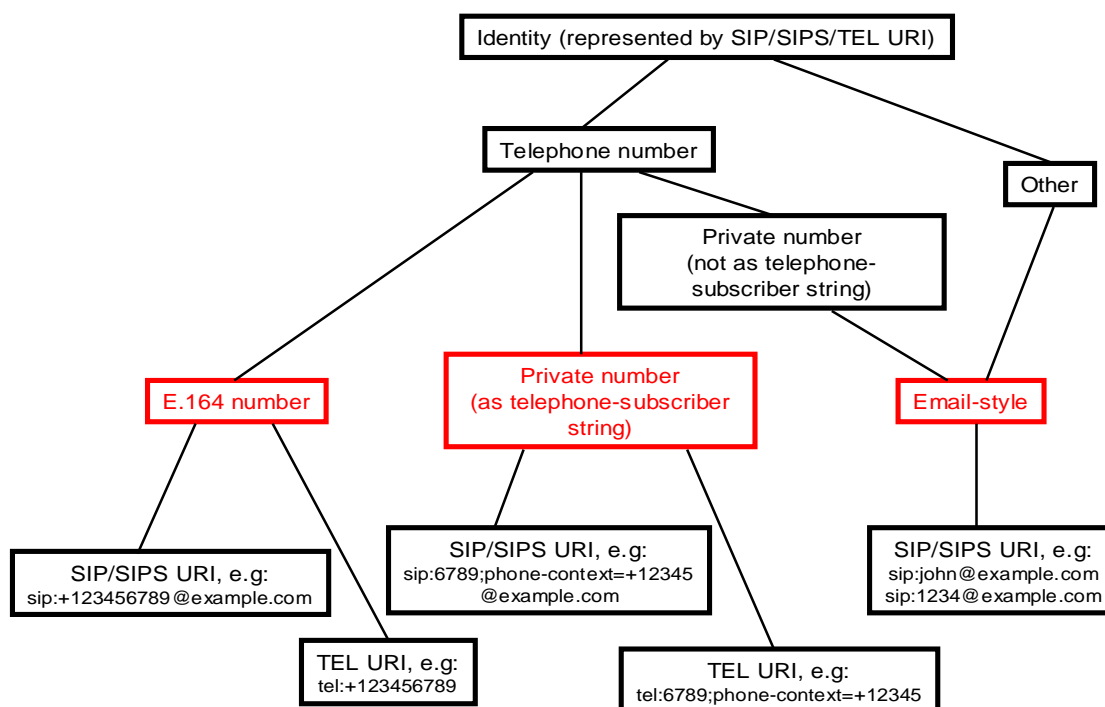 Identity (represented by SIP/SIPS/TEL URI)
Telephone number
Other
Private number
(not as telephone-
subscriber string)
E.164 number
Private number
(as telephone-subscriber
string)
Email-style
SIP/SIPS URI, e.g:
sip:+123456789@example.com
SIP/SIPS URI, e.g:
sip:6789;phone-context=+12345
@example.com
SIP/SIPS URI, e.g:
sip:john@example.com
sip:1234@example.com
TEL URI, e.g:
tel:+123456789
TEL URI, e.g:
tel:6789;phone-context=+12345